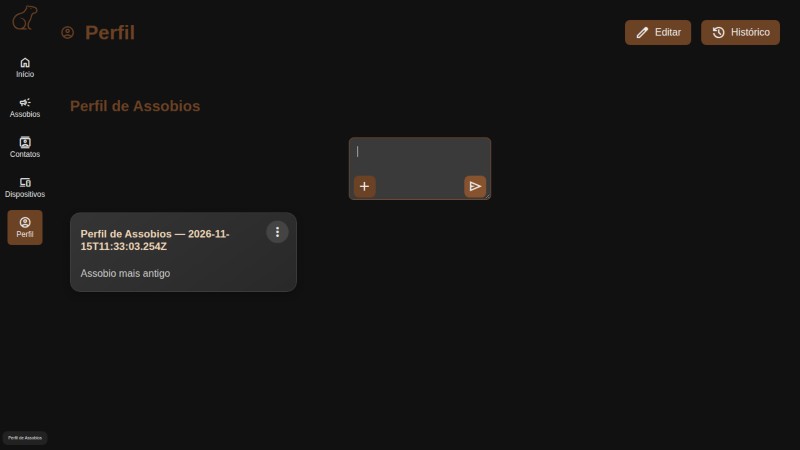 Perfil
Editar
Histórico
Início
Assobios
Contatos
Dispositivos
Perfil
Perfil de Assobios
Perfil de Assobios — 2026-11-
15T11:33:03.254Z
Assobio mais antigo
Perfil de Assobios